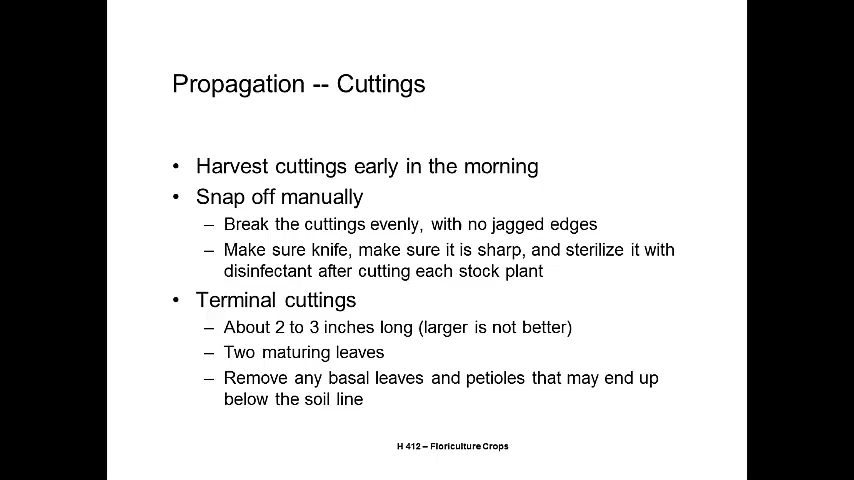 Propagation -- Cuttings
• Harvest cuttings early in the morning
• Snap off manually
– Break the cuttings evenly, with no jagged edges
– Make sure knife, make sure it is sharp, and sterilize it with
disinfectant after cutting each stock plant
• Terminal cuttings
– About 2 to 3 inches long (larger is not better)
– Two maturing leaves
– Remove any basal leaves and petioles that may end up
below the soil line
H 412 – Floriculture Crops